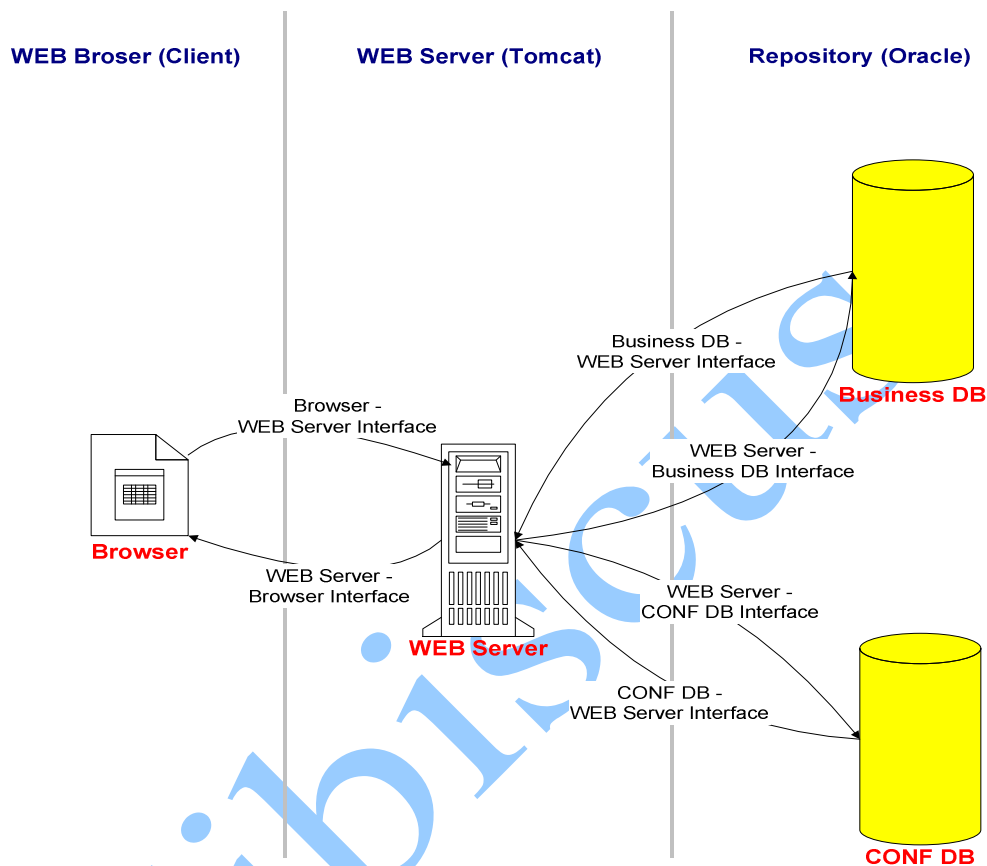 WEB Broser (Client)
WEB Server (Tomcat)
Repository (Oracle)
Business DB -
WEB Server Interface
Business DB
Browser -
WEB Server Interface
WEB Server -
Business DB Interface
Browser
WEB Server -
Browser Interface
WEB Server -
CONF DB Interface
WEB Server
CONF DB -
WEB Server Interface
CONF DB